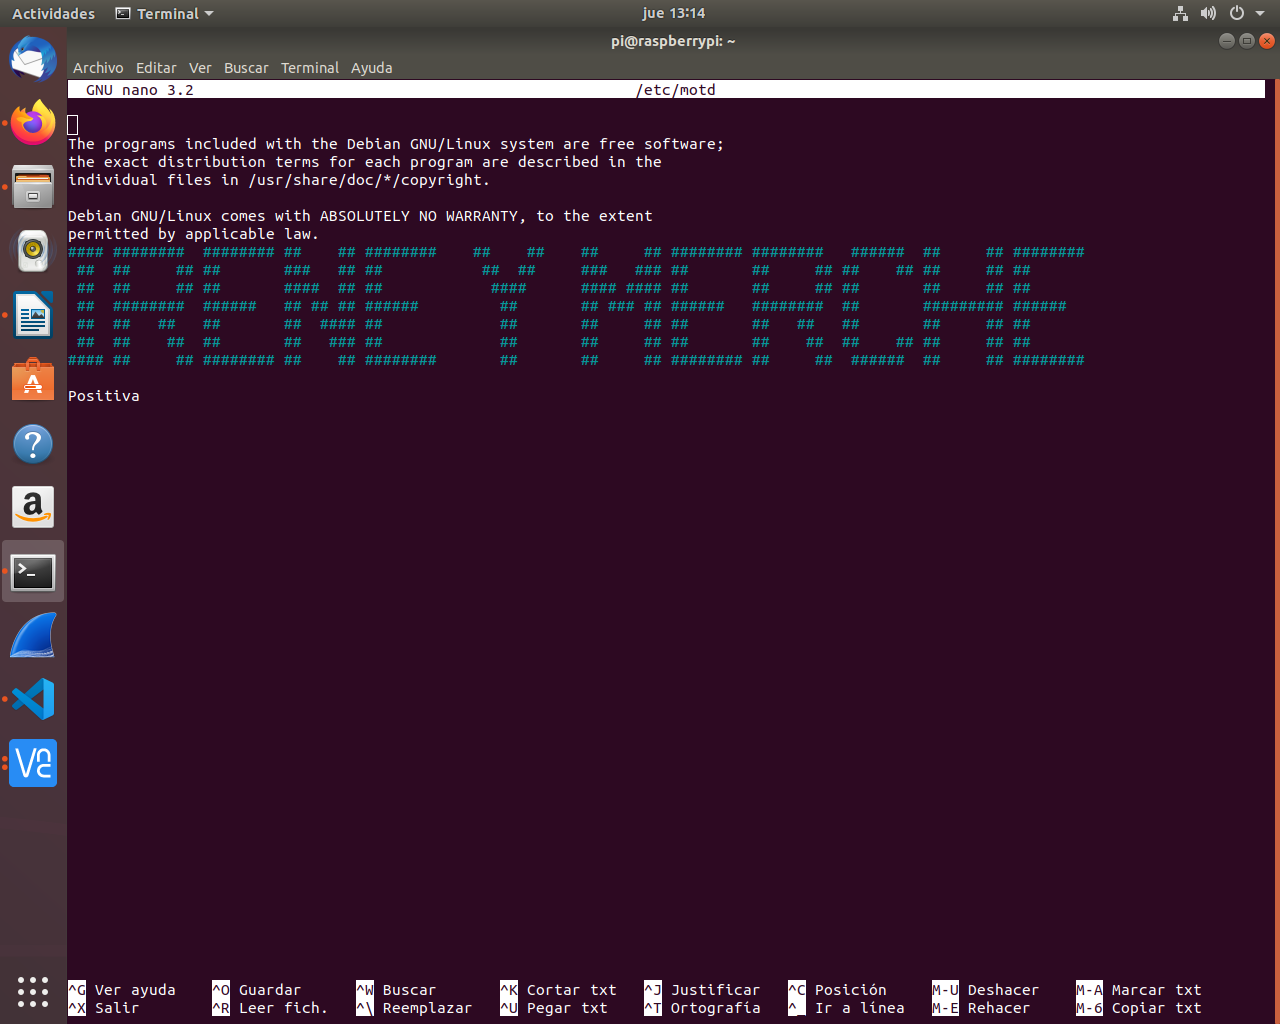 Actividades Terminal jue 13:14
pi@raspberrypi: ~
Archivo Editar Ver Buscar Terminal Ayuda
GNU nano 3.2 /etc/motd
The programs included with the Debian GNU/Linux system are free software;
the exact distribution terms for each program are described in the
individual files in /usr/share/doc/*/copyright.
Debian GNU/Linux comes with ABSOLUTELY NO WARRANTY, to the extent
permitted by applicable law.
IRENE Y MERCHE
Positiva
^G Ver ayuda ^O Guardar ^W Buscar ^K Cortar txt ^J Justificar ^C Posición M-U Deshacer M-A Marcar txt
^X Salir ^R Leer fich. ^\ Reemplazar ^U Pegar txt ^T Ortografía ^_ Ir a línea M-E Rehacer M-6 Copiar txt